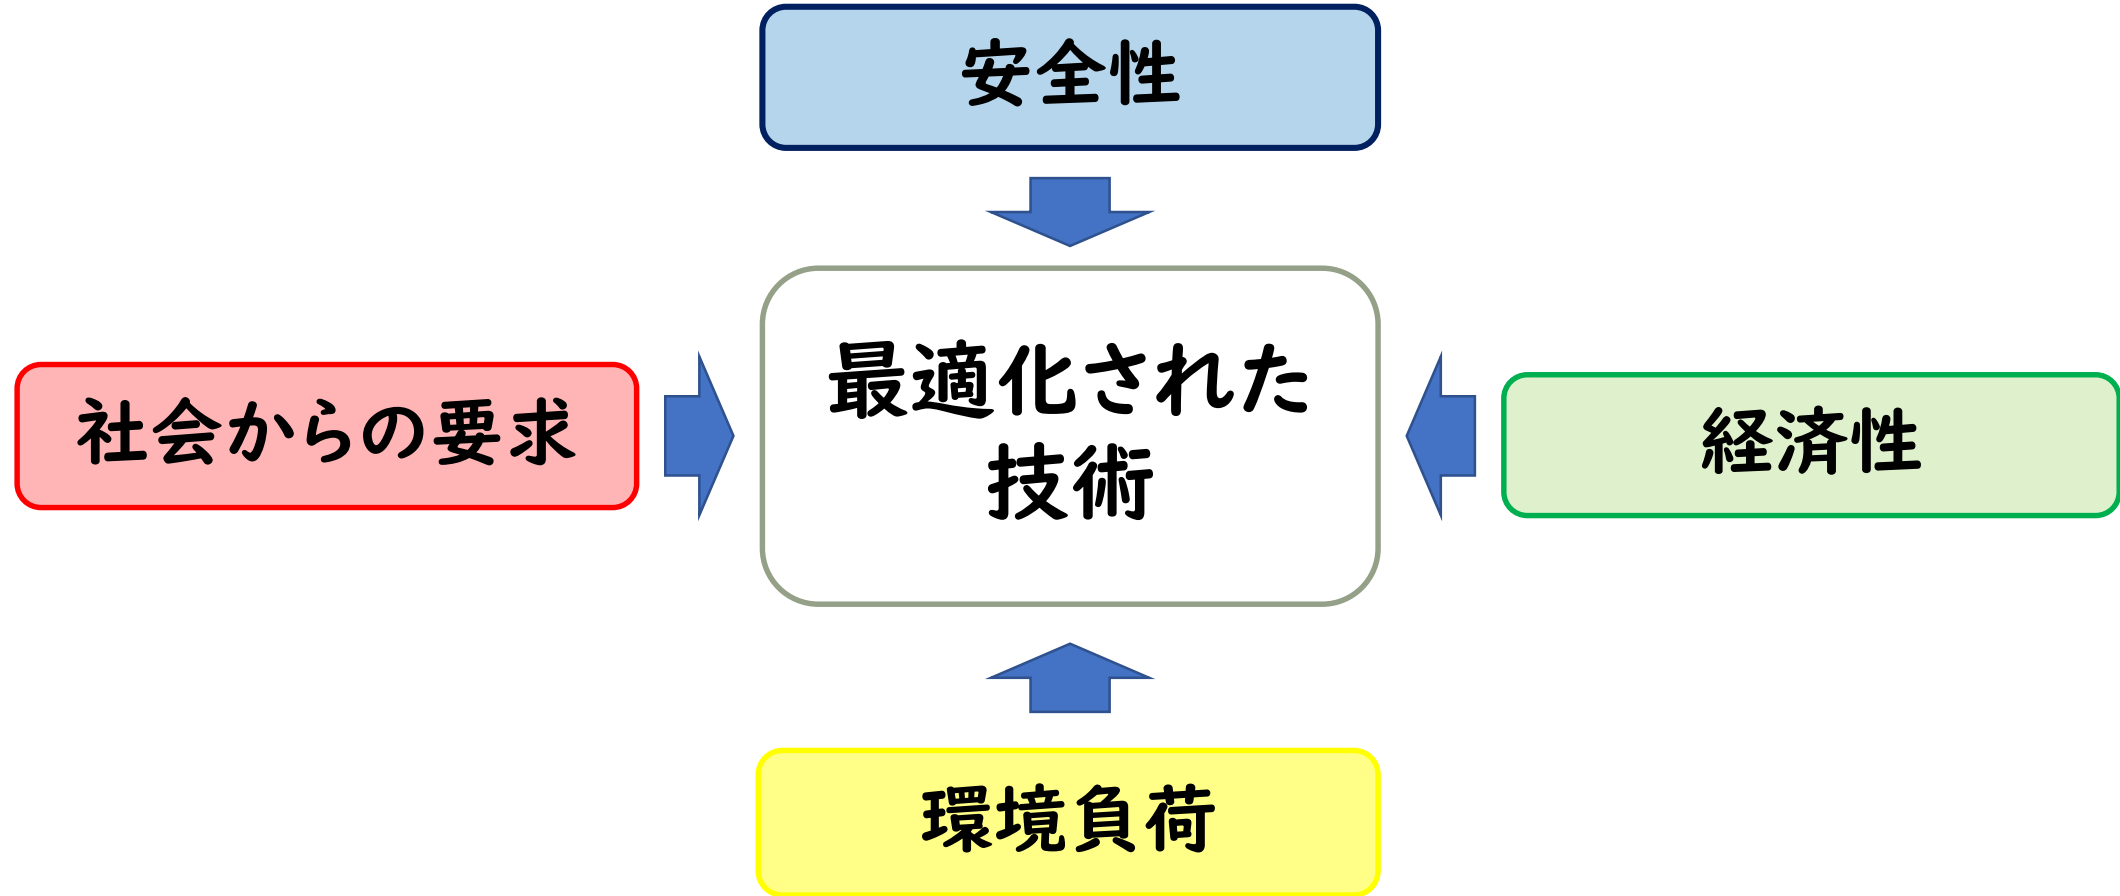 安全性
社会からの要求
最適化された
技術
経済性
環境負荷